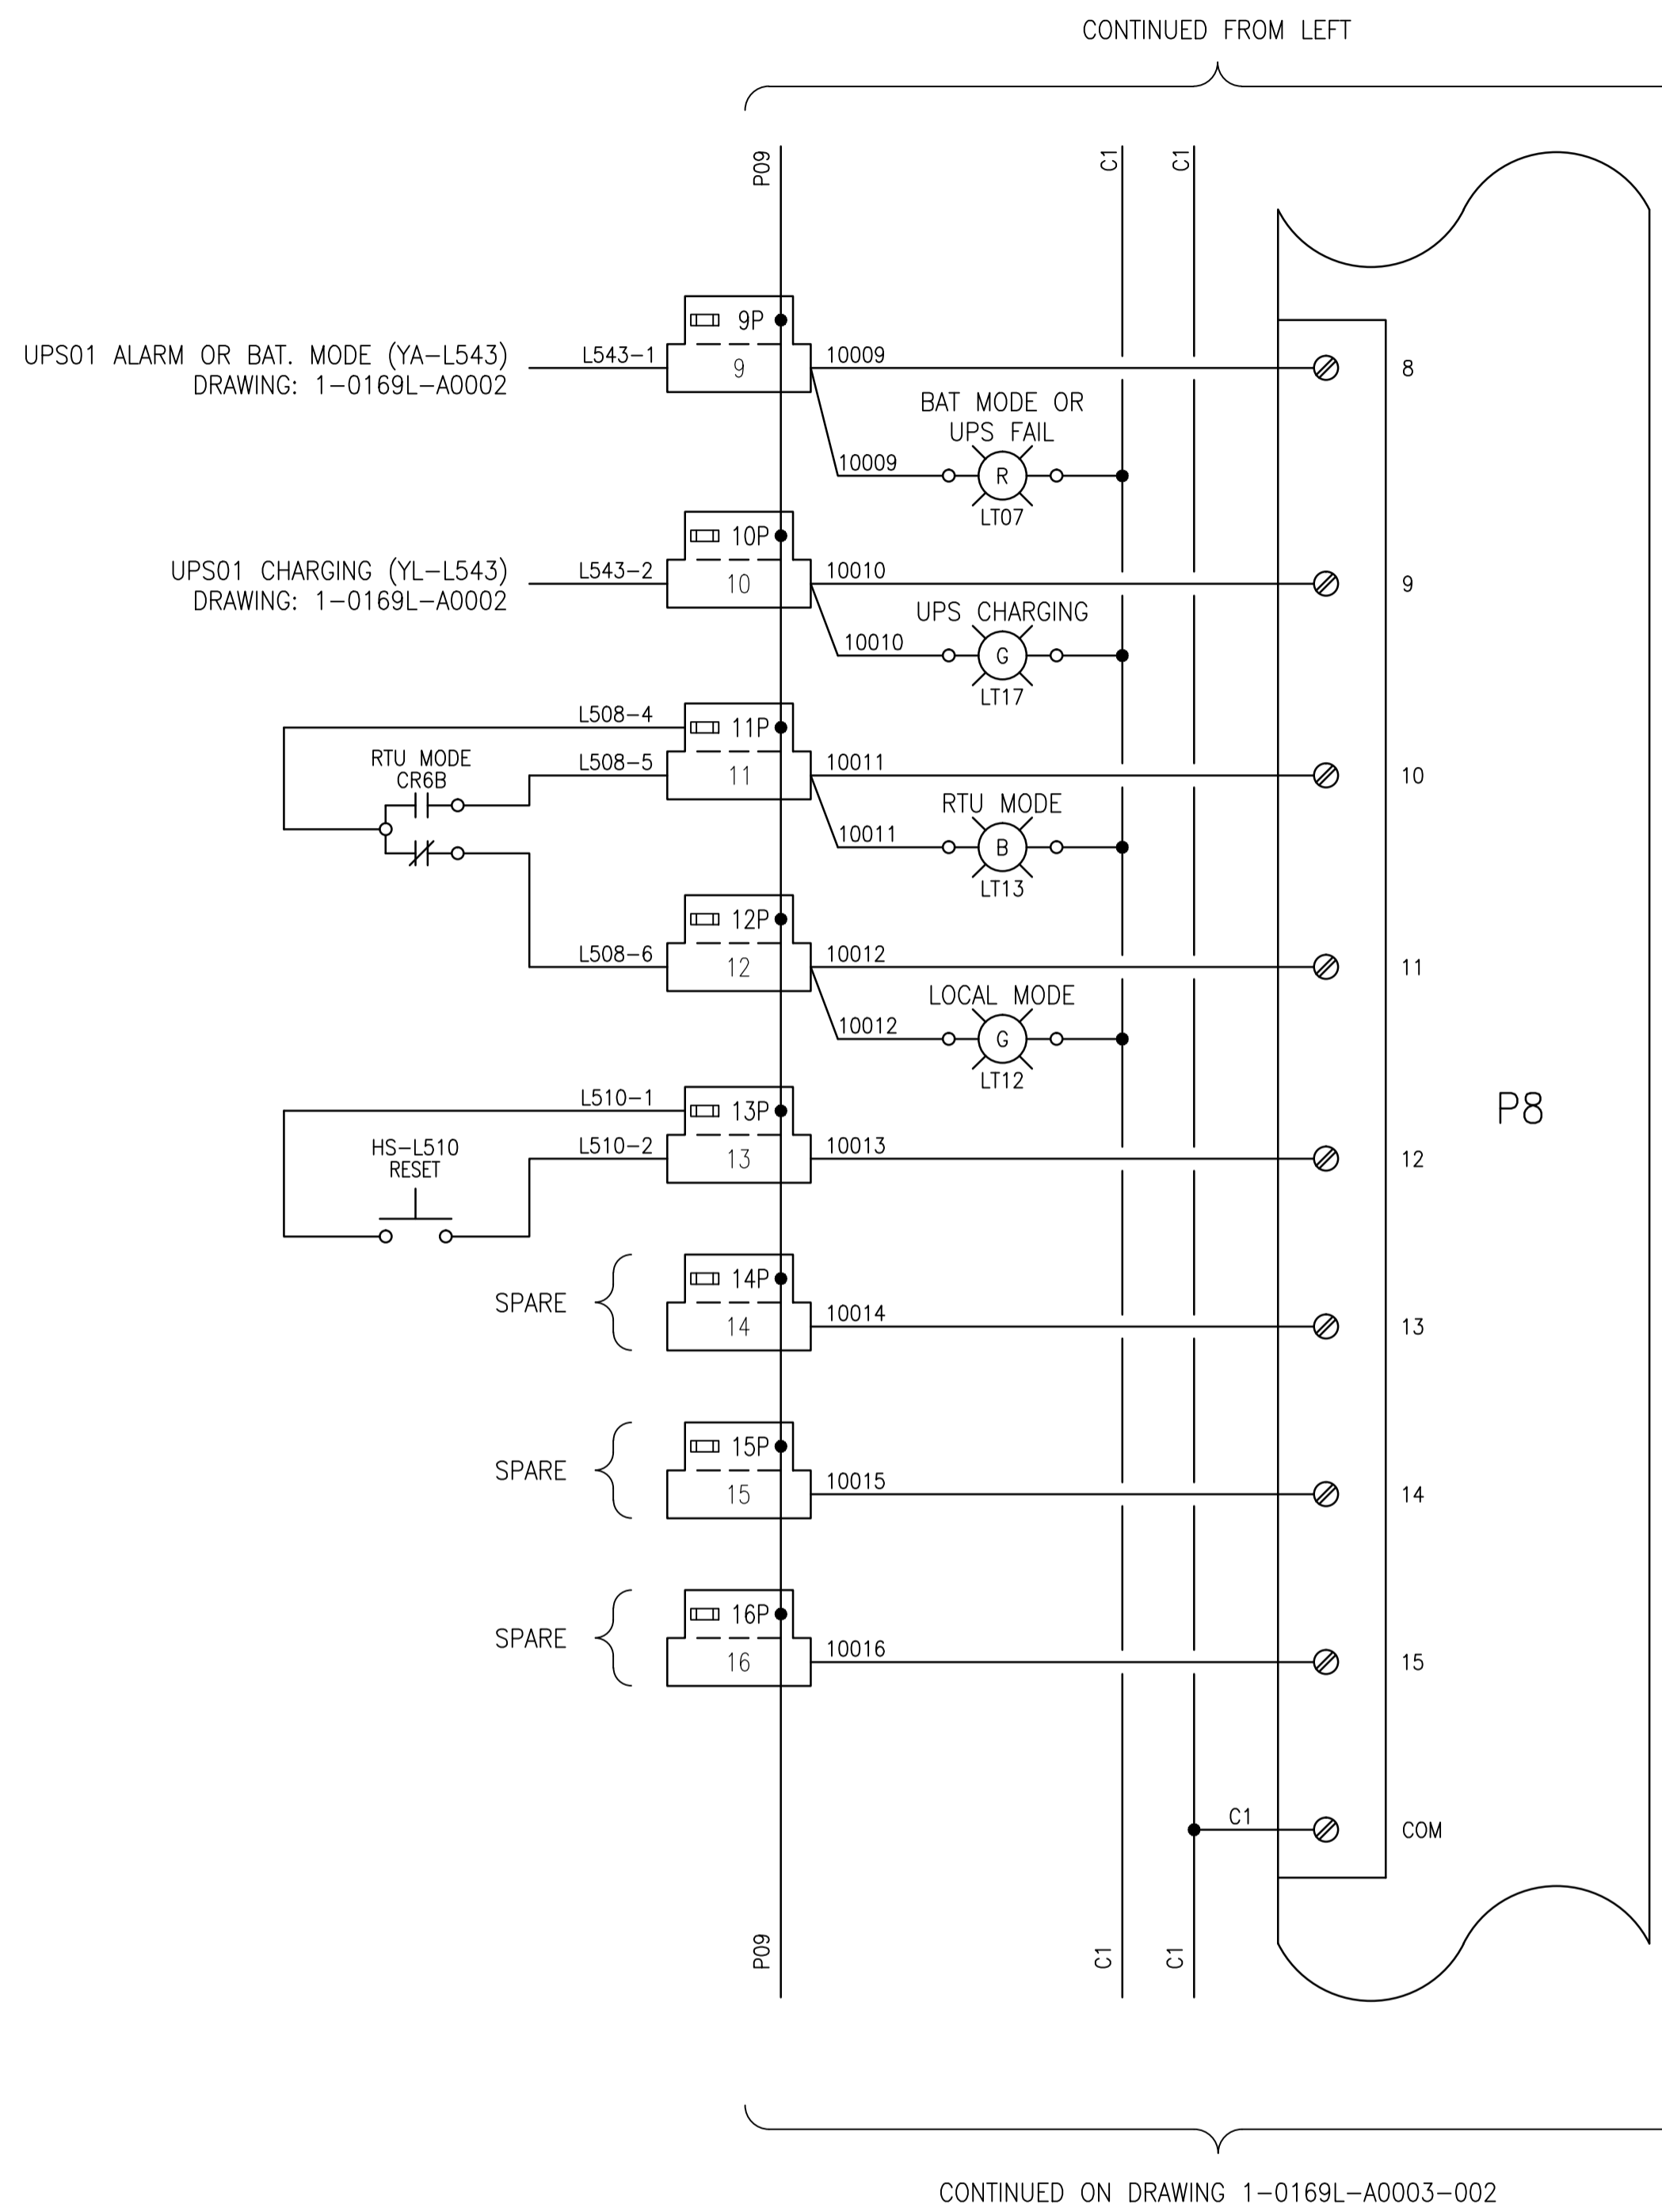 CONTINUED FROM LEFT
P09
C1
C1
9P
UPS01 ALARM OR BAT. MODE (YA-L543)
DRAWING: 1-0169L-A0002
L543-1
9
10009
8
BAT MODE OR
UPS FAIL
10009
R
LT07
10P
UPS01 CHARGING (YL-L543)
DRAWING: 1-0169L-A0002
L543-2
10
10010
9
UPS CHARGING
10010
G
LT17
L508-4
11P
RTU MODE
CR6B
L508-5
11
10011
10
RTU MODE
10011
B
LT13
12P
L508-6
12
10012
11
LOCAL MODE
10012
G
LT12
L510-1
13P
P8
HS-L510
RESET
L510-2
13
10013
12
14P
SPARE
14
10014
13
15P
SPARE
15
10015
14
16P
SPARE
16
10016
15
C1
COM
P09
C1
C1
CONTINUED ON DRAWING 1-0169L-A0003-002